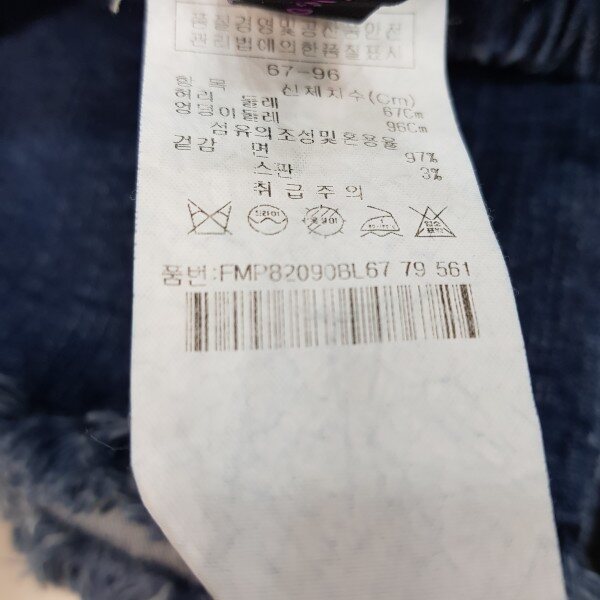 품질경영및공산품안전
관리법에의한품질표시
67-96
항 목 신체치수(Cm)
허리 둘레 67Cm
엉덩이둘레 96Cm
섬유의조성및혼용율
겉감 면 97%
스판 3%
취급주의
품번:FMP82090BL67 79 561